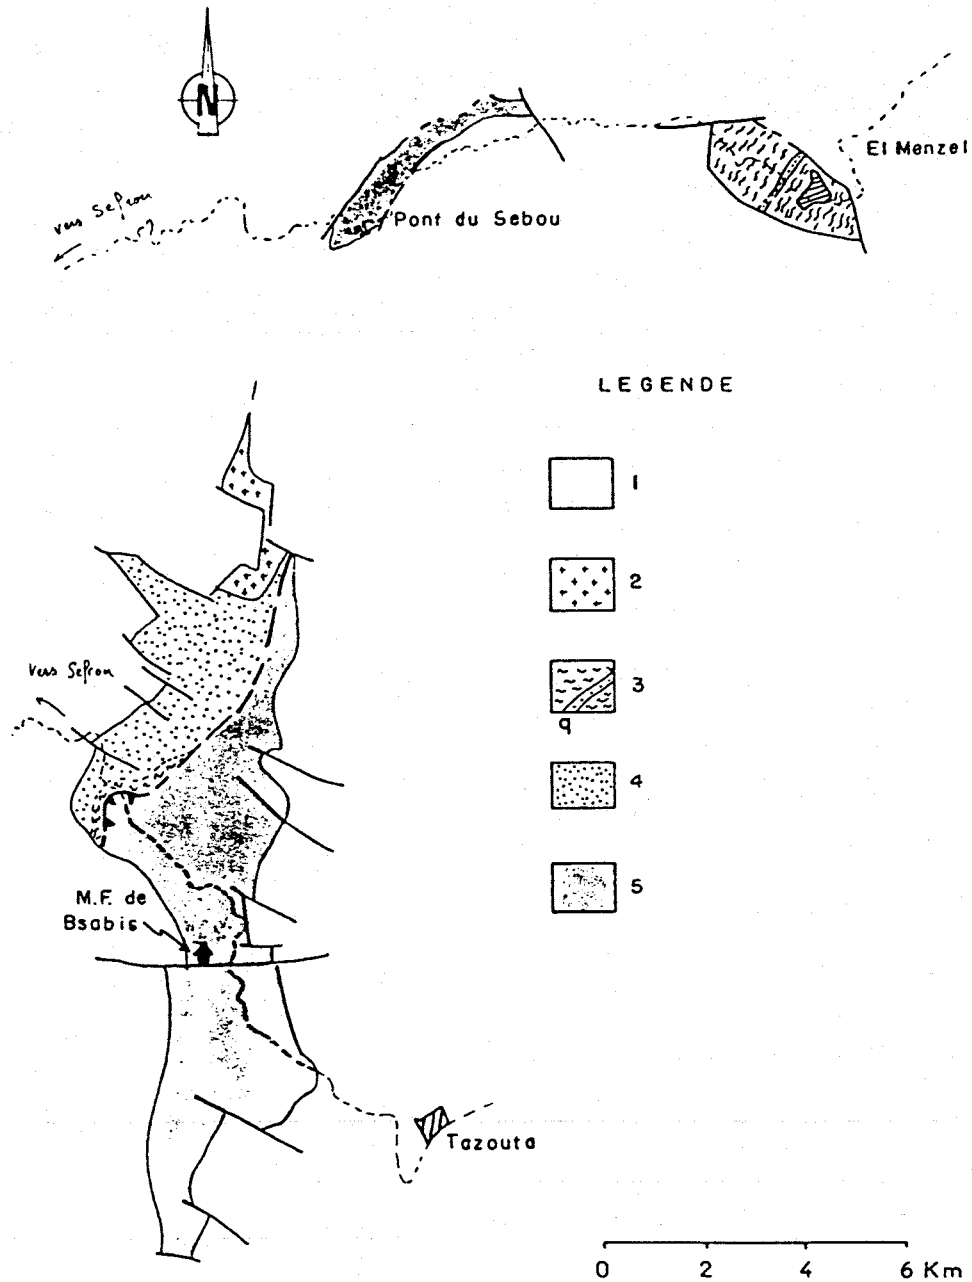 N
El Menzel
vers Sefrou
Pont du Sebou
LEGENDE
1
2
vers Sefrou
3
q
4
5
M.F. de
Bsabis
Tazouta
0 2 4 6 Km